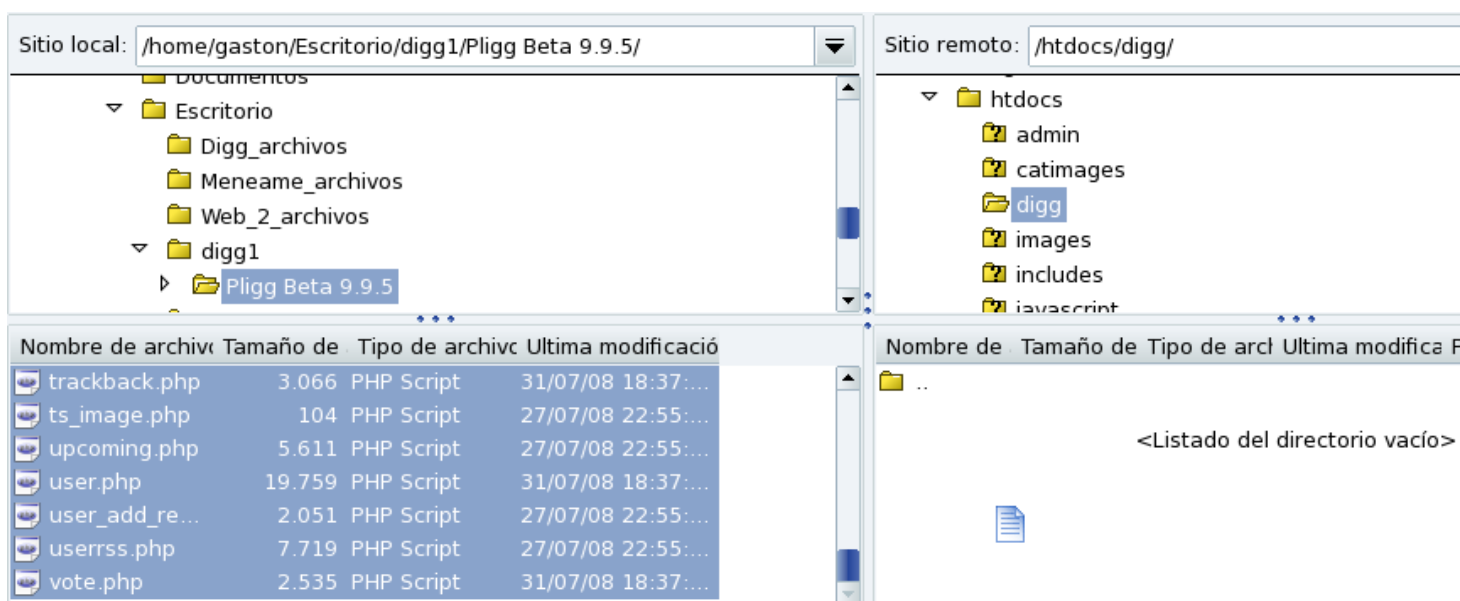 Sitio local: /home/gaston/Escritorio/digg1/Pligg Beta 9.9.5/
Documentos
Escritorio
Digg_archivos
Meneame_archivos
Web_2_archivos
digg1
Pligg Beta 9.9.5
Sitio remoto: /htdocs/digg/
htdocs
admin
catimages
digg
images
includes
javascript
Nombre de archivo Tamaño de Tipo de archivo Ultima modificació
trackback.php 3.066 PHP Script 31/07/08 18:37:...
ts_image.php 104 PHP Script 27/07/08 22:55:...
upcoming.php 5.611 PHP Script 27/07/08 22:55:...
user.php 19.759 PHP Script 31/07/08 18:37:...
user_add_re... 2.051 PHP Script 27/07/08 22:55:...
userrss.php 7.719 PHP Script 27/07/08 22:55:...
vote.php 2.535 PHP Script 31/07/08 18:37:...
Nombre de Tamaño de Tipo de arcl Ultima modifica F
..
<Listado del directorio vacío>